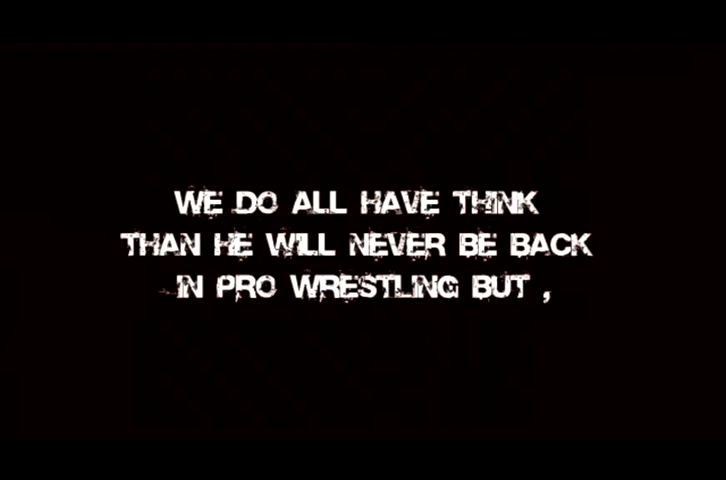 WE DO ALL HAVE THINK
THAN HE WILL NEVER BE BACK
IN PRO WRESTLING BUT ,